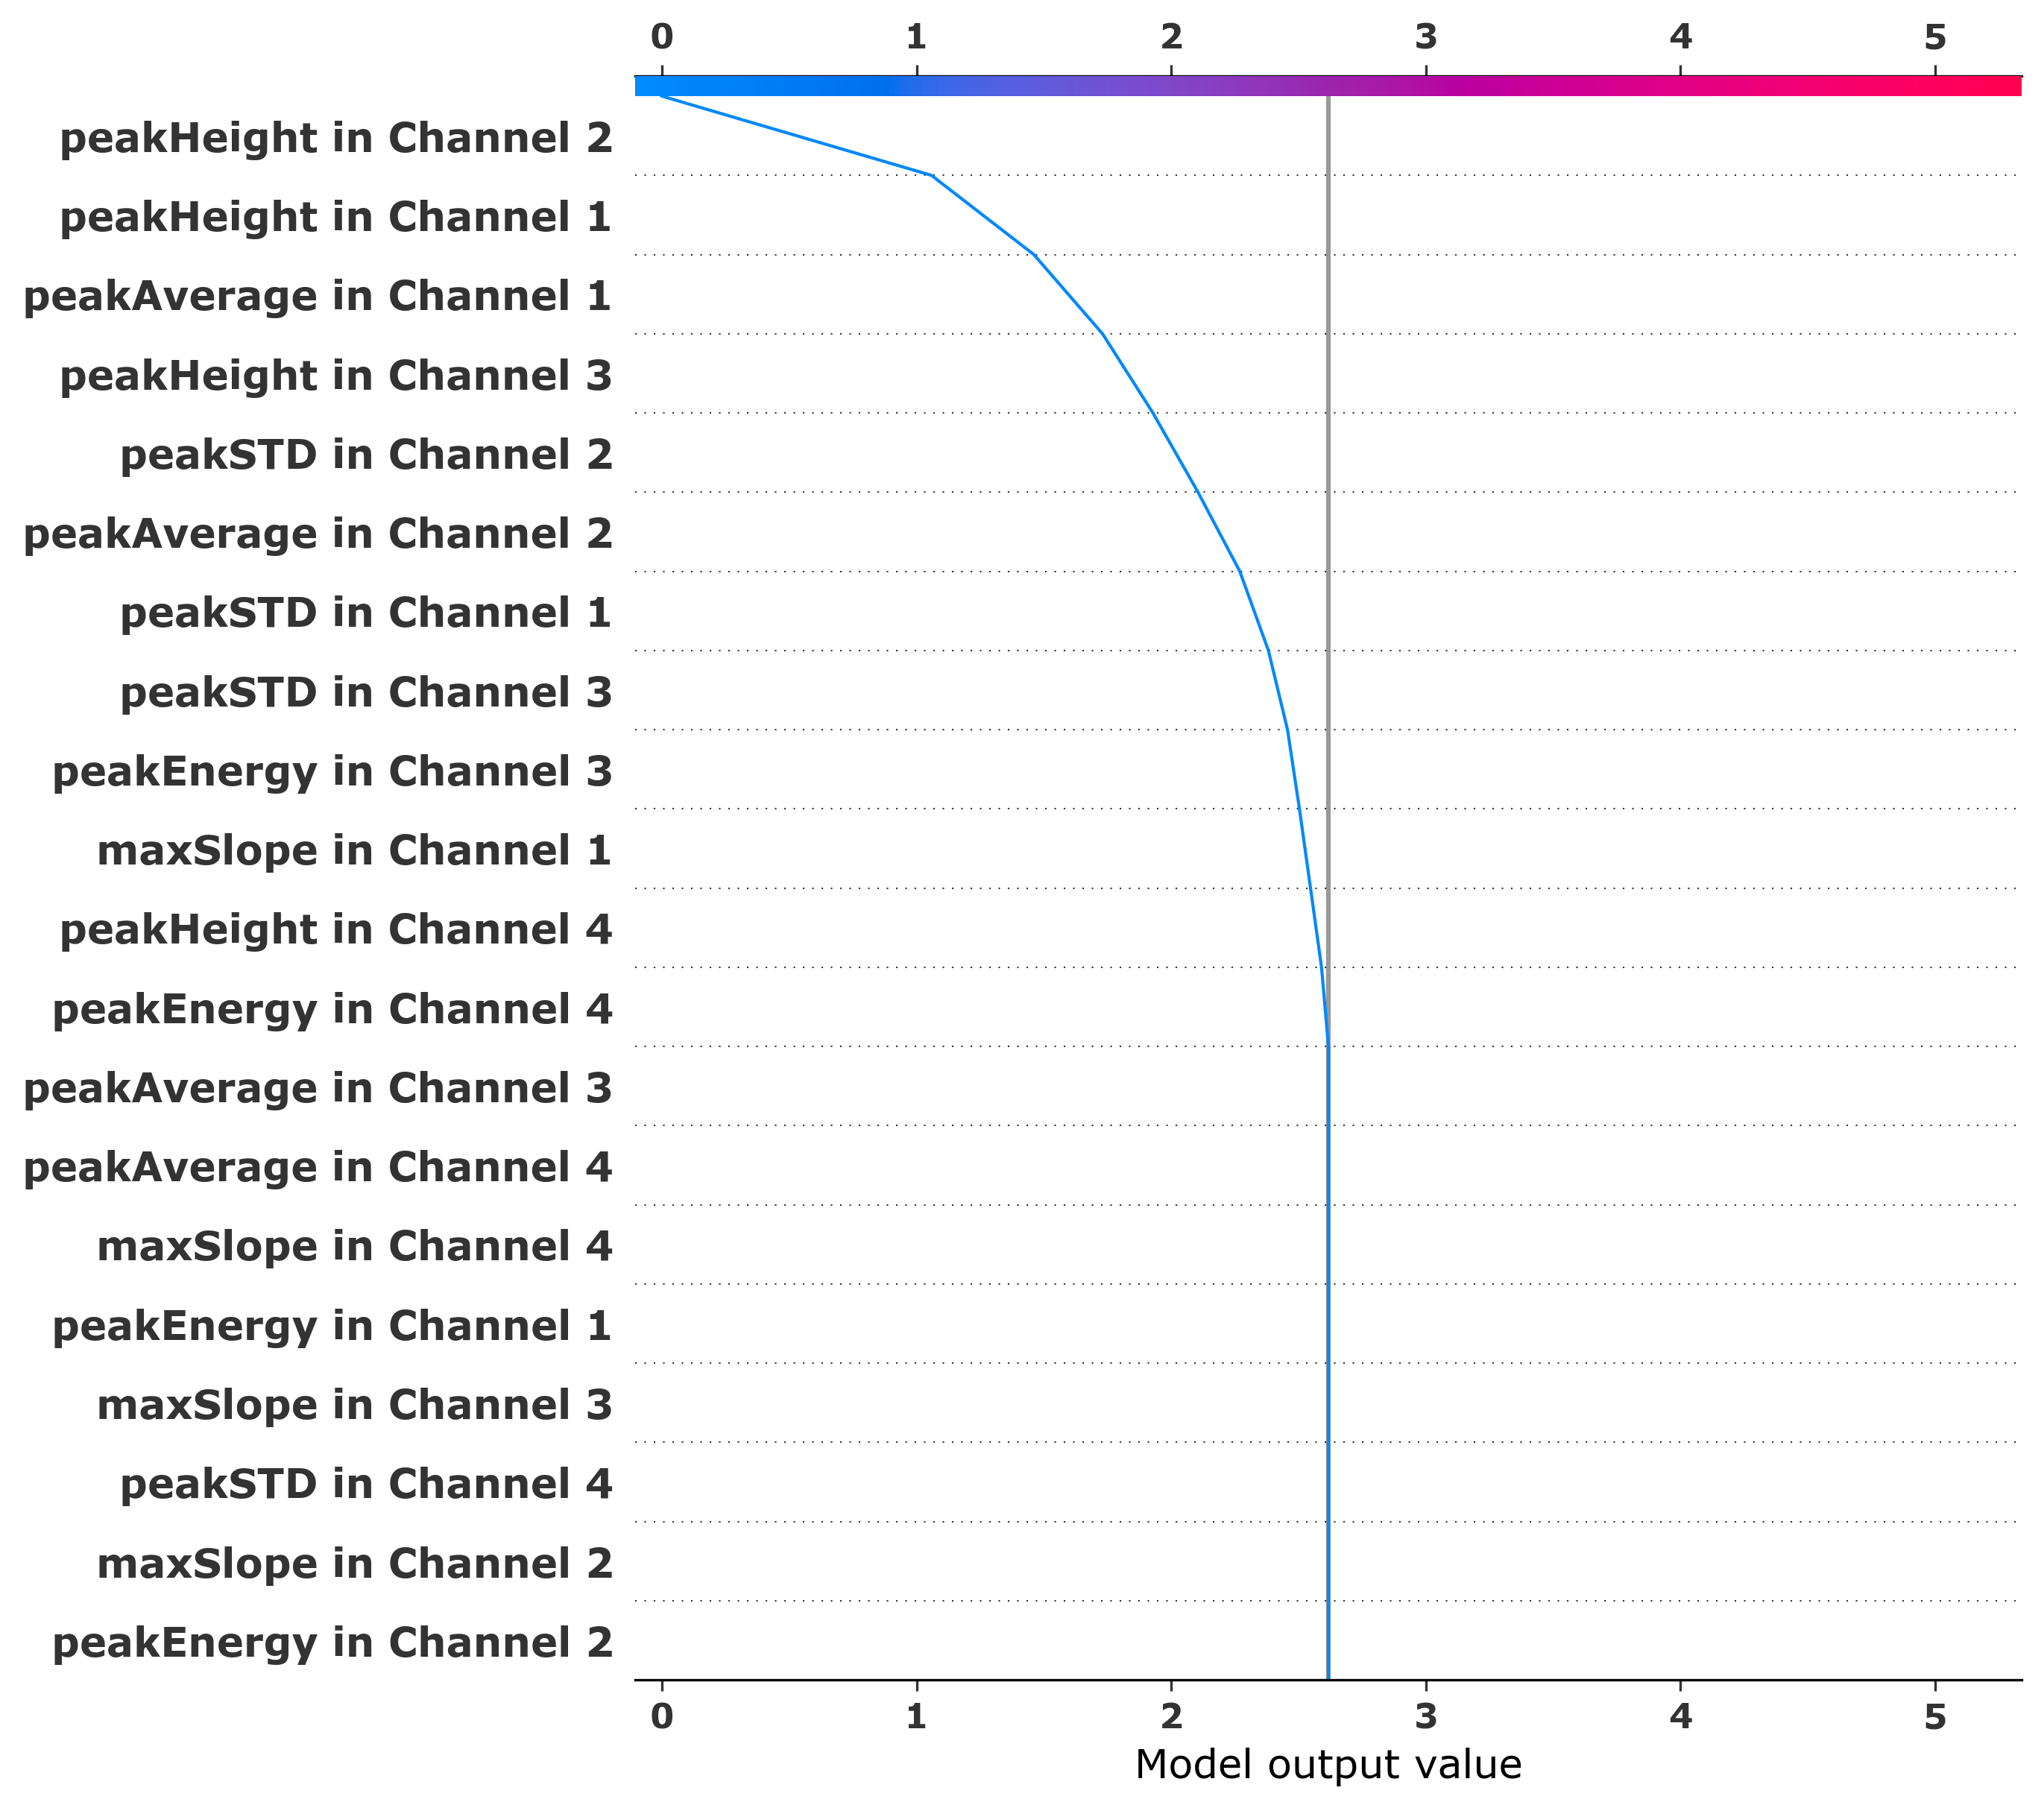 0 1 2 3 4 5
peakHeight in Channel 2
peakHeight in Channel 1
peakAverage in Channel 1
peakHeight in Channel 3
peakSTD in Channel 2
peakAverage in Channel 2
peakSTD in Channel 1
peakSTD in Channel 3
peakEnergy in Channel 3
maxSlope in Channel 1
peakHeight in Channel 4
peakEnergy in Channel 4
peakAverage in Channel 3
peakAverage in Channel 4
maxSlope in Channel 4
peakEnergy in Channel 1
maxSlope in Channel 3
peakSTD in Channel 4
maxSlope in Channel 2
peakEnergy in Channel 2
0 1 2 3 4 5
Model output value